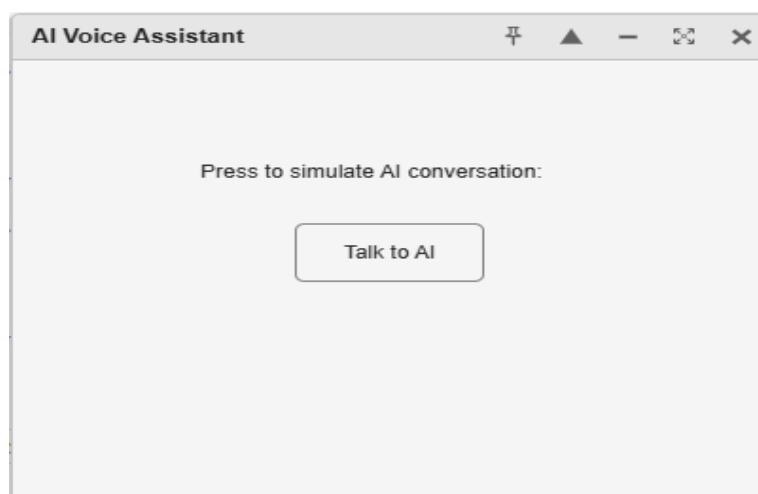 AI Voice Assistant
Press to simulate AI conversation:
Talk to AI